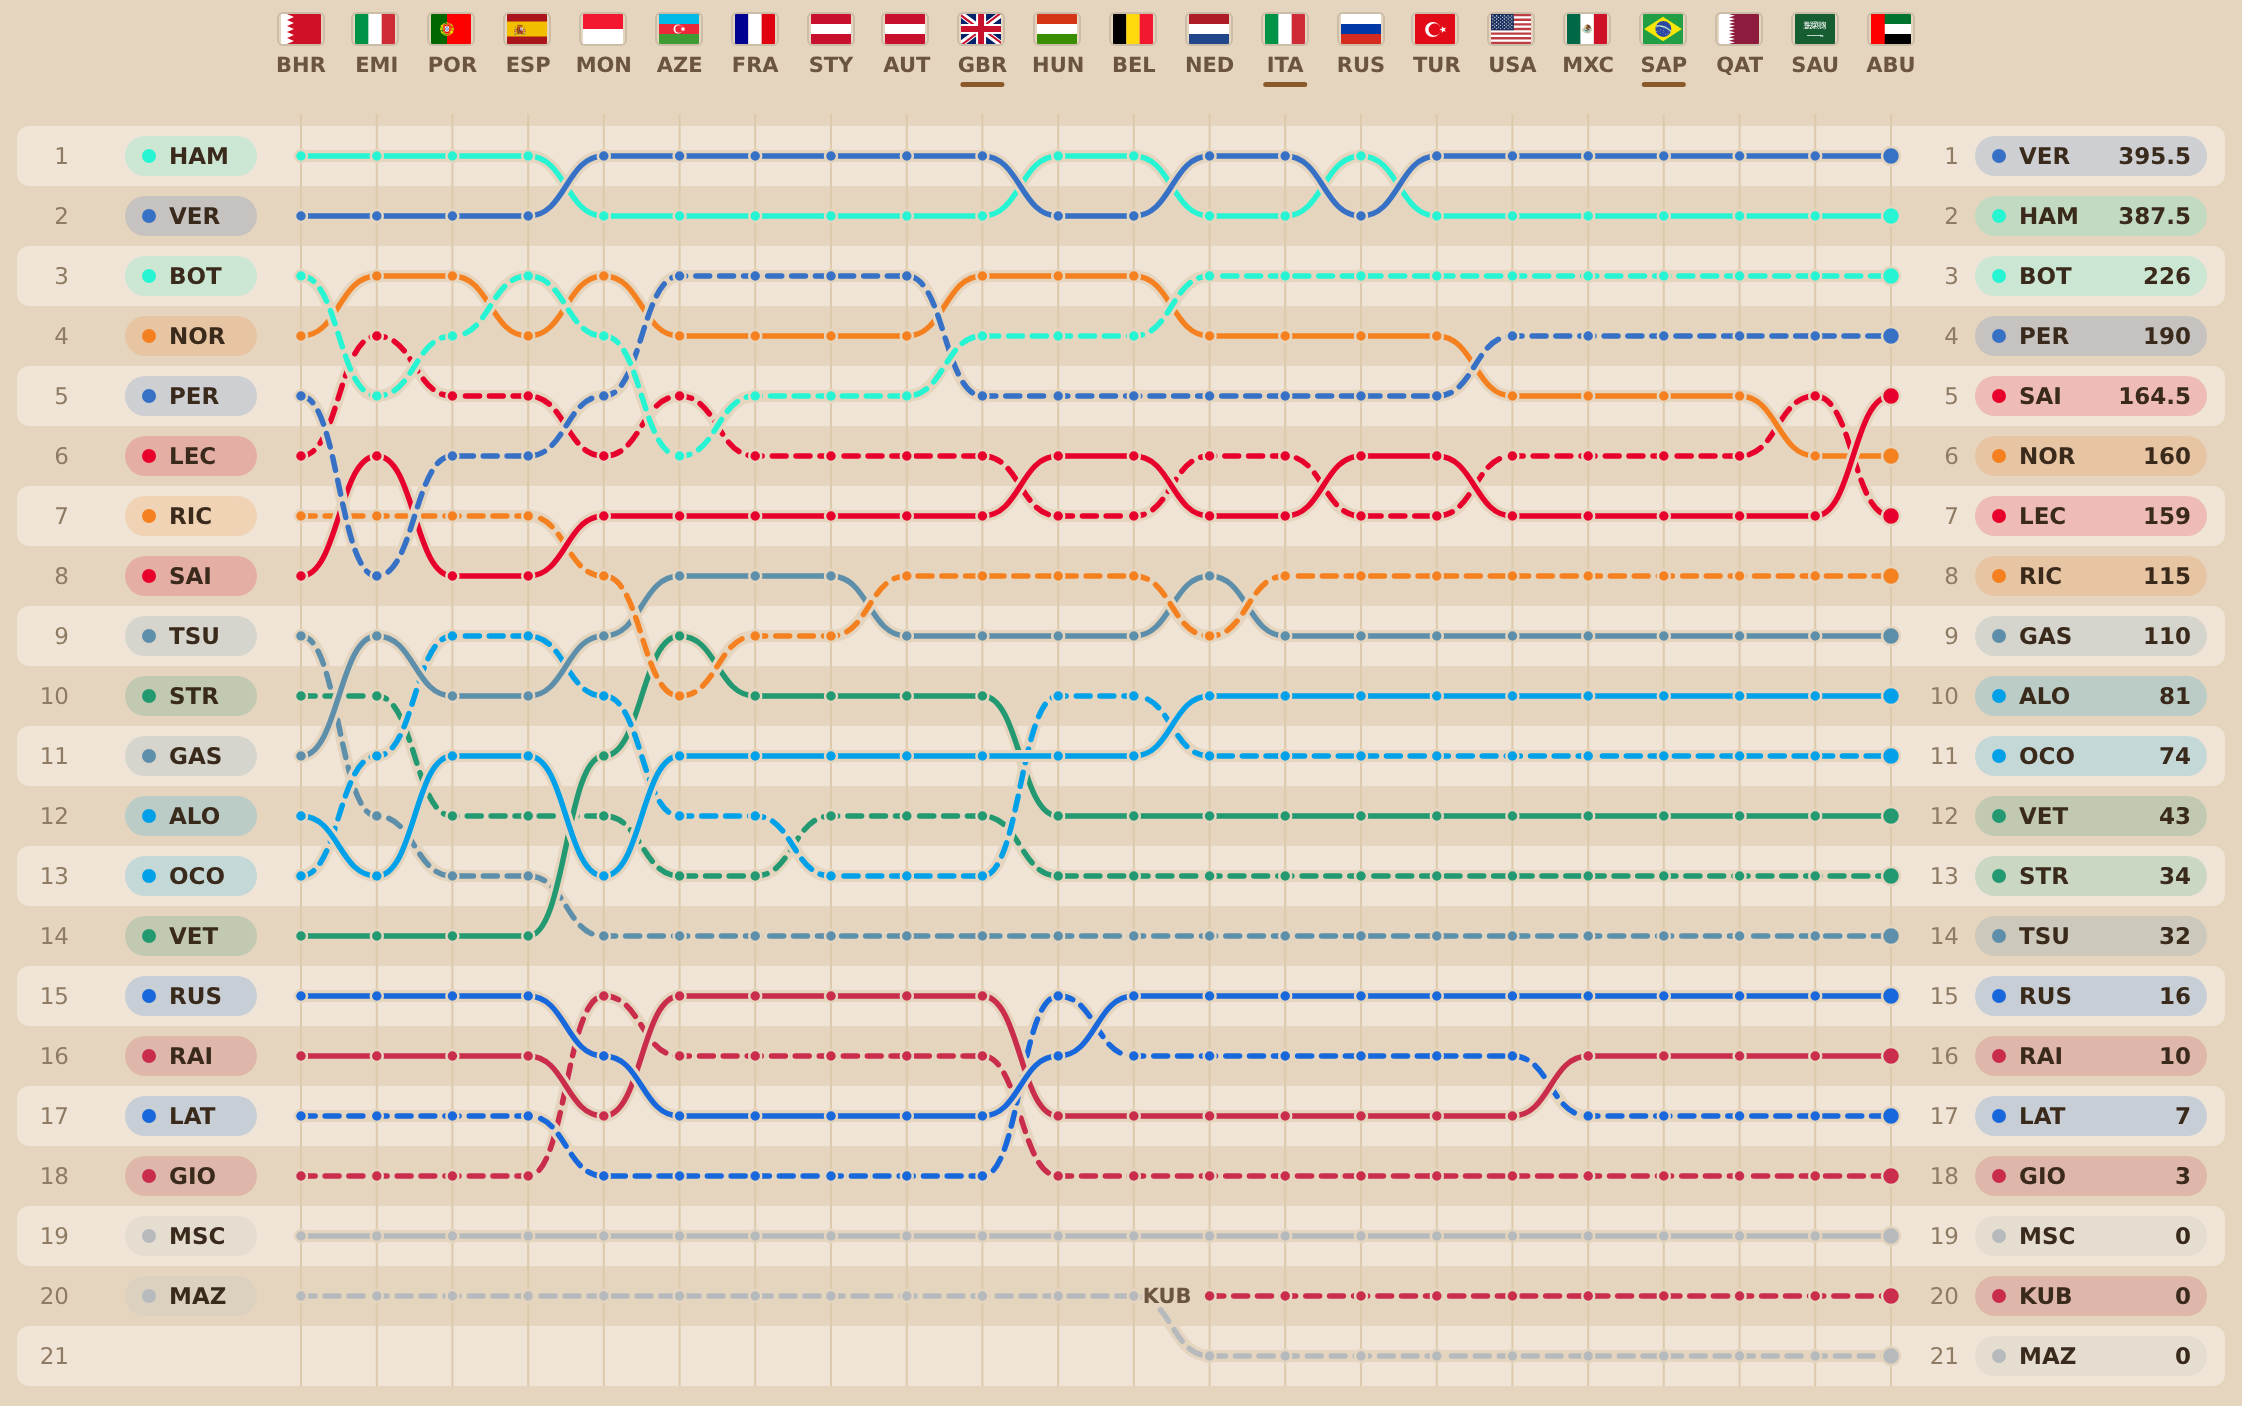 BHR EMI POR ESP MON AZE FRA STY AUT GBR HUN BEL NED ITA RUS TUR USA MXC SAP QAT SAU ABU
1 HAM 1 VER 395.5
2 VER 2 HAM 387.5
3 BOT 3 BOT 226
4 NOR 4 PER 190
5 PER 5 SAI 164.5
6 LEC 6 NOR 160
7 RIC 7 LEC 159
8 SAI 8 RIC 115
9 TSU 9 GAS 110
10 STR 10 ALO 81
11 GAS 11 OCO 74
12 ALO 12 VET 43
13 OCO 13 STR 34
14 VET 14 TSU 32
15 RUS 15 RUS 16
16 RAI 16 RAI 10
17 LAT 17 LAT 7
18 GIO 18 GIO 3
19 MSC 19 MSC 0
20 MAZ KUB 20 KUB 0
21 21 MAZ 0